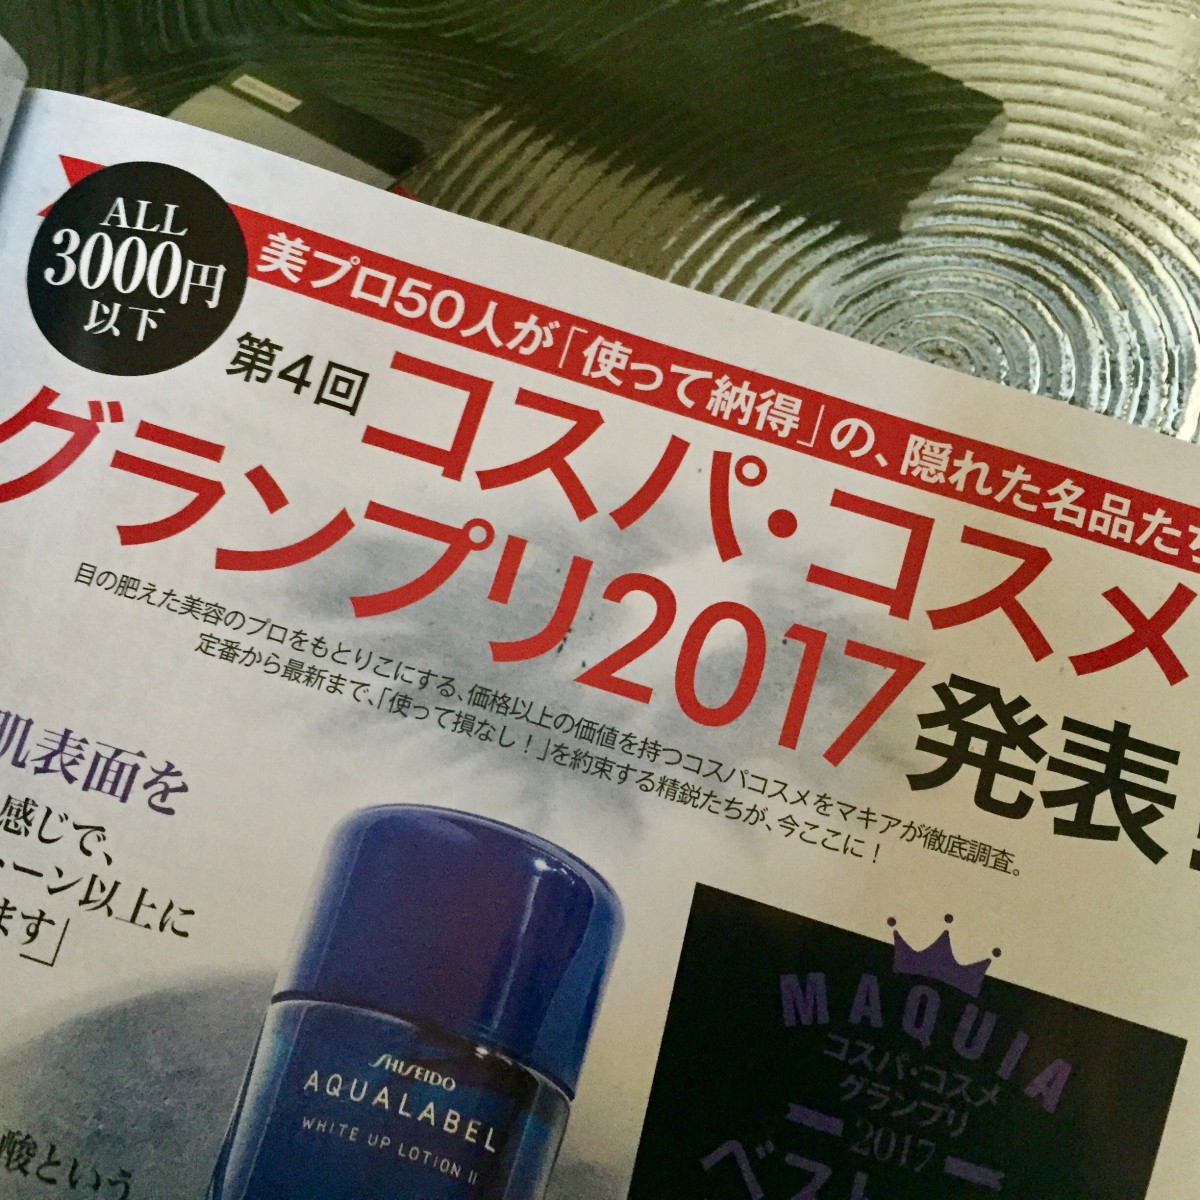 ALL
3000円
以下
美プロ50人が「使って納得」の、隠れた名品たち
第4回 コスパ・コスメ
グランプリ2017 発表!
目の肥えた美容のプロをもとりこにする、価格以上の価値を持つコスパコスメをマキアが徹底調査。
定番から最新まで、「使って損なし!」を約束する精鋭たちが、今ここに!
肌表面を
感じで、
ーン以上に
ます」
酸という
SHISEIDO
AQUALABEL
WHITE UP LOTION II
MAQUIA
コスパ・コスメ
グランプリ
2017
ベス